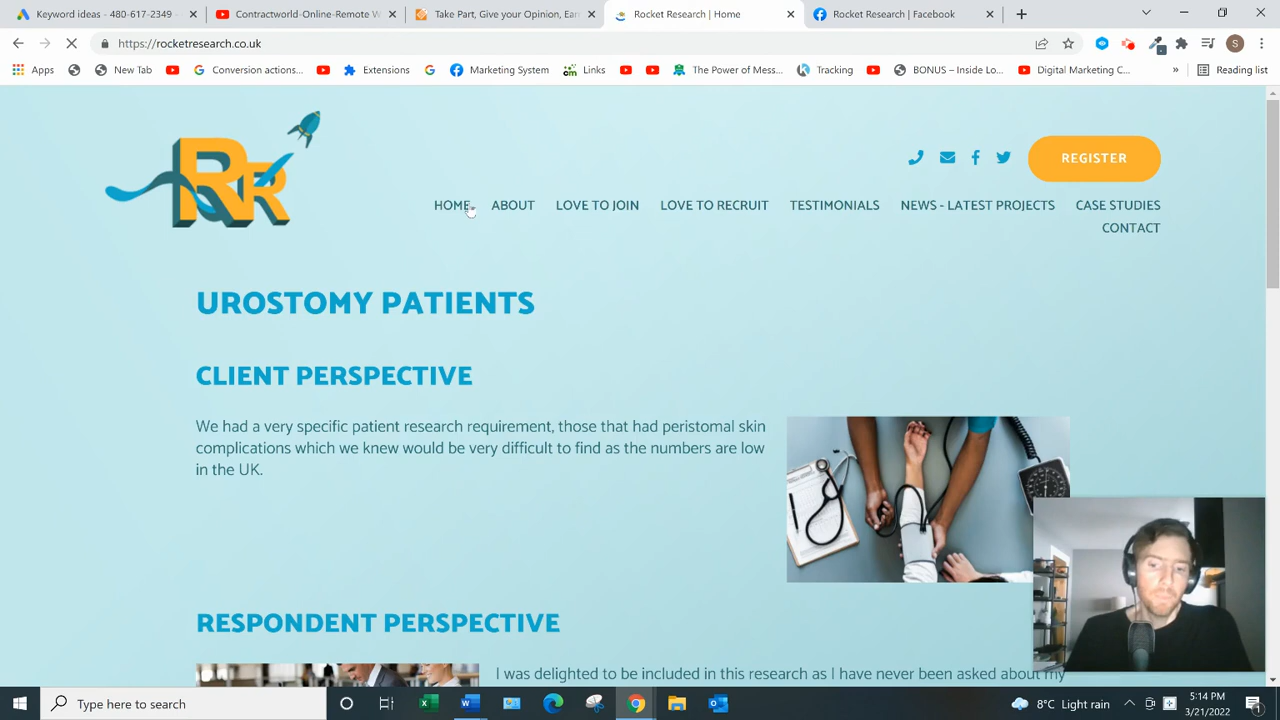 Keyword ideas - 480-617-2349
Contractworld-Online-Remote W
Take Part, Give your Opinion, Earn
Rocket Research | Home
Rocket Research | Facebook
https://rocketresearch.co.uk
S
Apps
New Tab
Conversion actions...
Extensions
Marketing System
Links
The Power of Mess...
Tracking
BONUS – Inside Lo...
Digital Marketing C...
»
Reading list
RR
REGISTER
HOME
ABOUT
LOVE TO JOIN
LOVE TO RECRUIT
TESTIMONIALS
NEWS - LATEST PROJECTS
CASE STUDIES
CONTACT
UROSTOMY PATIENTS
CLIENT PERSPECTIVE
We had a very specific patient research requirement, those that had peristomal skin
complications which we knew would be very difficult to find as the numbers are low
in the UK.
RESPONDENT PERSPECTIVE
I was delighted to be included in this research as I have never been asked about my
Type here to search
8°C Light rain
5:14 PM
3/21/2022